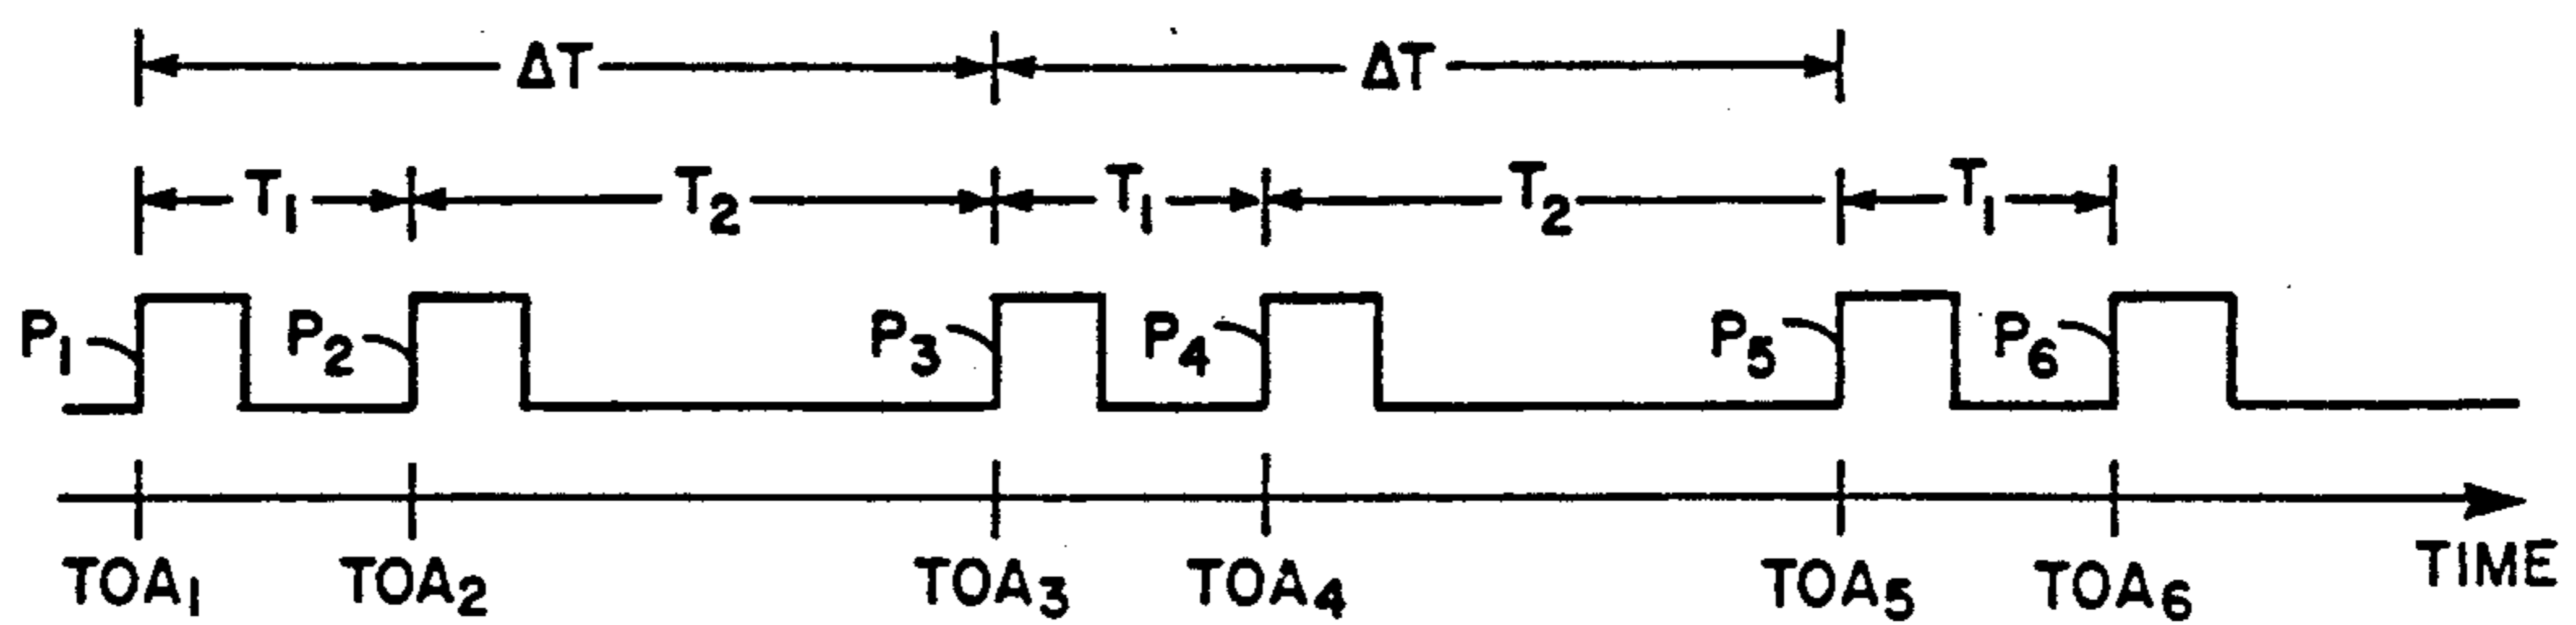 ΔT ΔT
T₁ T₂ T₁ T₂ T₁
P₁ P₂ P₃ P₄ P₅ P₆
TOA₁ TOA₂ TOA₃ TOA₄ TOA₅ TOA₆ TIME